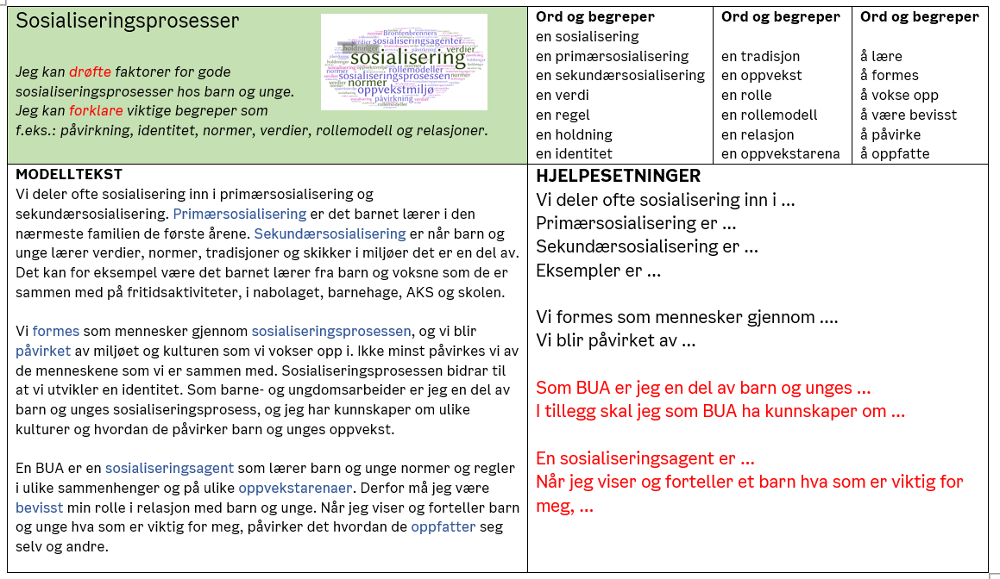 Sosialiseringsprosesser
Jeg kan drøfte faktorer for gode
sosialiseringsprosesser hos barn og unge.
Jeg kan forklare viktige begreper som
f.eks.: påvirkning, identitet, normer, verdier, rollemodell og relasjoner.
Bronfenbrenners
sosialiseringsagenter
verdier
holdninger
sosialisering
rollemodeller
sosialiseringsprosessen
normer
oppvekstmiljø
påvirkning
Ord og begreper
en sosialisering
en primærsosialisering
en sekundærsosialisering
en verdi
en regel
en holdning
en identitet
Ord og begreper
en tradisjon
en oppvekst
en rolle
en rollemodell
en relasjon
en oppvekstarena
Ord og begreper
å lære
å formes
å vokse opp
å være bevisst
å påvirke
å oppfatte
MODELLTEKST
Vi deler ofte sosialisering inn i primærsosialisering og
sekundærsosialisering. Primærsosialisering er det barnet lærer i den
nærmeste familien de første årene. Sekundærsosialisering er når barn og
unge lærer verdier, normer, tradisjoner og skikker i miljøer det er en del av.
Det kan for eksempel være det barnet lærer fra barn og voksne som de er
sammen med på fritidsaktiviteter, i nabolaget, barnehage, AKS og skolen.
Vi formes som mennesker gjennom sosialiseringsprosessen, og vi blir
påvirket av miljøet og kulturen som vi vokser opp i. Ikke minst påvirkes vi av
de menneskene som vi er sammen med. Sosialiseringsprosessen bidrar til
at vi utvikler en identitet. Som barne- og ungdomsarbeider er jeg en del av
barn og unges sosialiseringsprosess, og jeg har kunnskaper om ulike
kulturer og hvordan de påvirker barn og unges oppvekst.
En BUA er en sosialiseringsagent som lærer barn og unge normer og regler
i ulike sammenhenger og på ulike oppvekstarenaer. Derfor må jeg være
bevisst min rolle i relasjon med barn og unge. Når jeg viser og forteller barn
og unge hva som er viktig for meg, påvirker det hvordan de oppfatter seg
selv og andre.
HJELPESETNINGER
Vi deler ofte sosialisering inn i ...
Primærsosialisering er ...
Sekundærsosialisering er ...
Eksempler er ...
Vi formes som mennesker gjennom ....
Vi blir påvirket av ...
Som BUA er jeg en del av barn og unges ...
I tillegg skal jeg som BUA ha kunnskaper om ...
En sosialiseringsagent er ...
Når jeg viser og forteller et barn hva som er viktig for
meg, ...